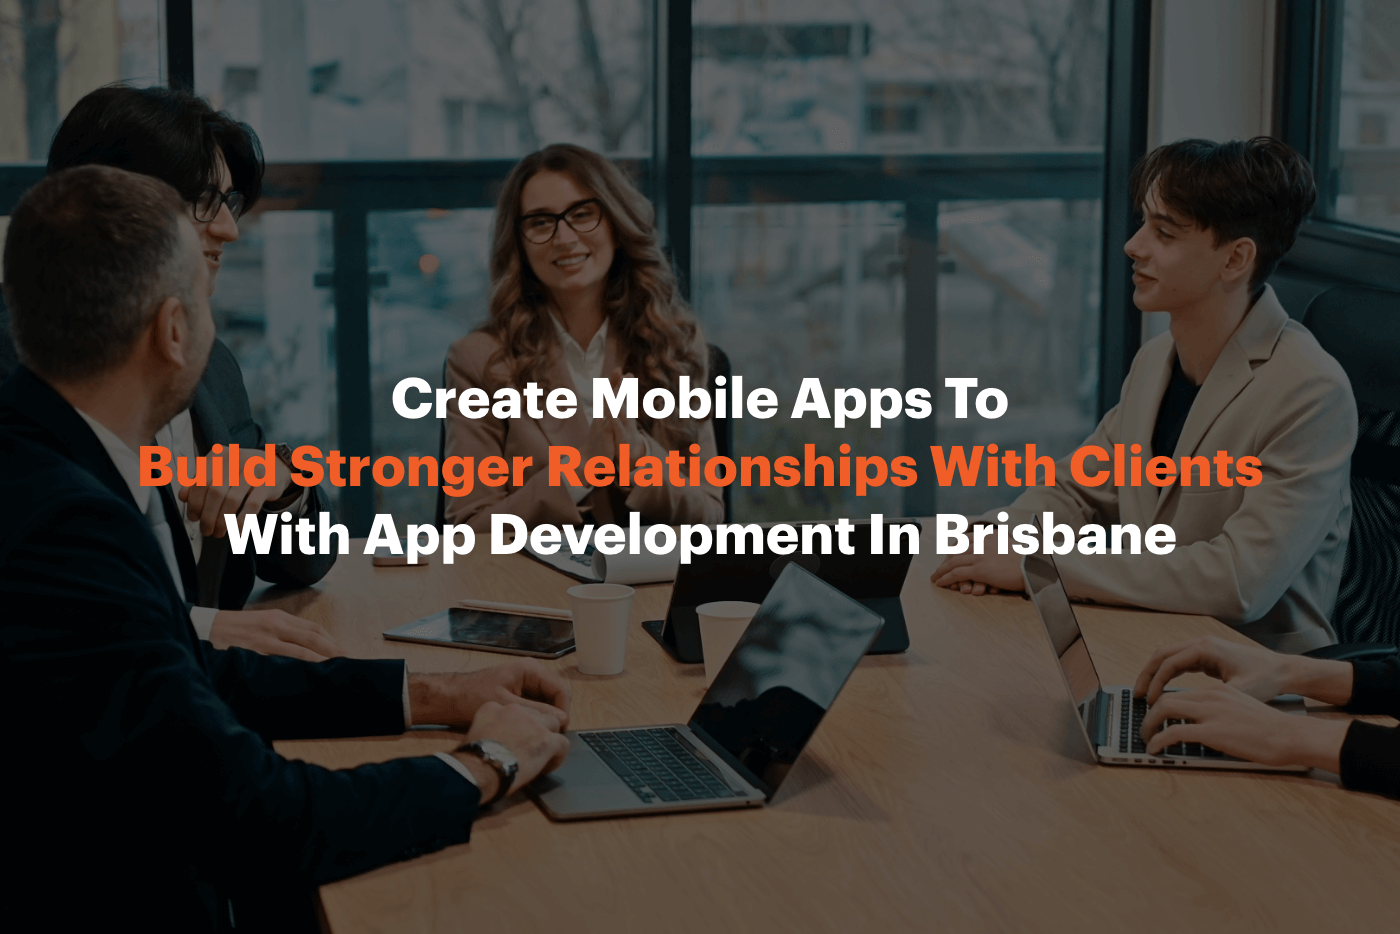 Create Mobile Apps To
Build Stronger Relationships With Clients
With App Development In Brisbane